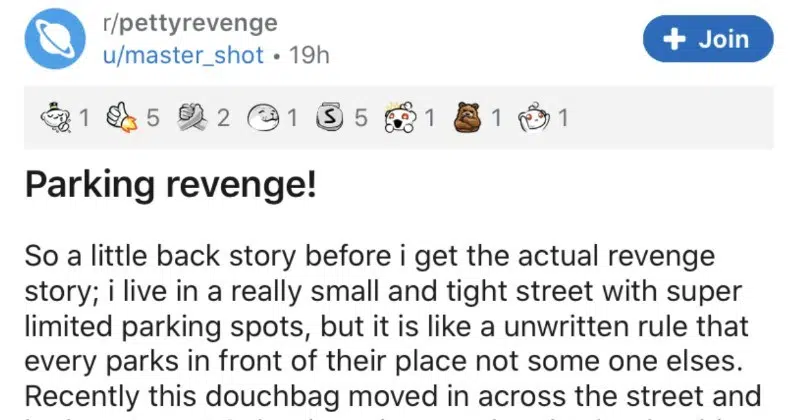 r/pettyrevenge
u/master_shot • 19h
+ Join
1 5 2 1 S 5 1 1 1
Parking revenge!
So a little back story before i get the actual revenge
story; i live in a really small and tight street with super
limited parking spots, but it is like a unwritten rule that
every parks in front of their place not some one elses.
Recently this douchbag moved in across the street and